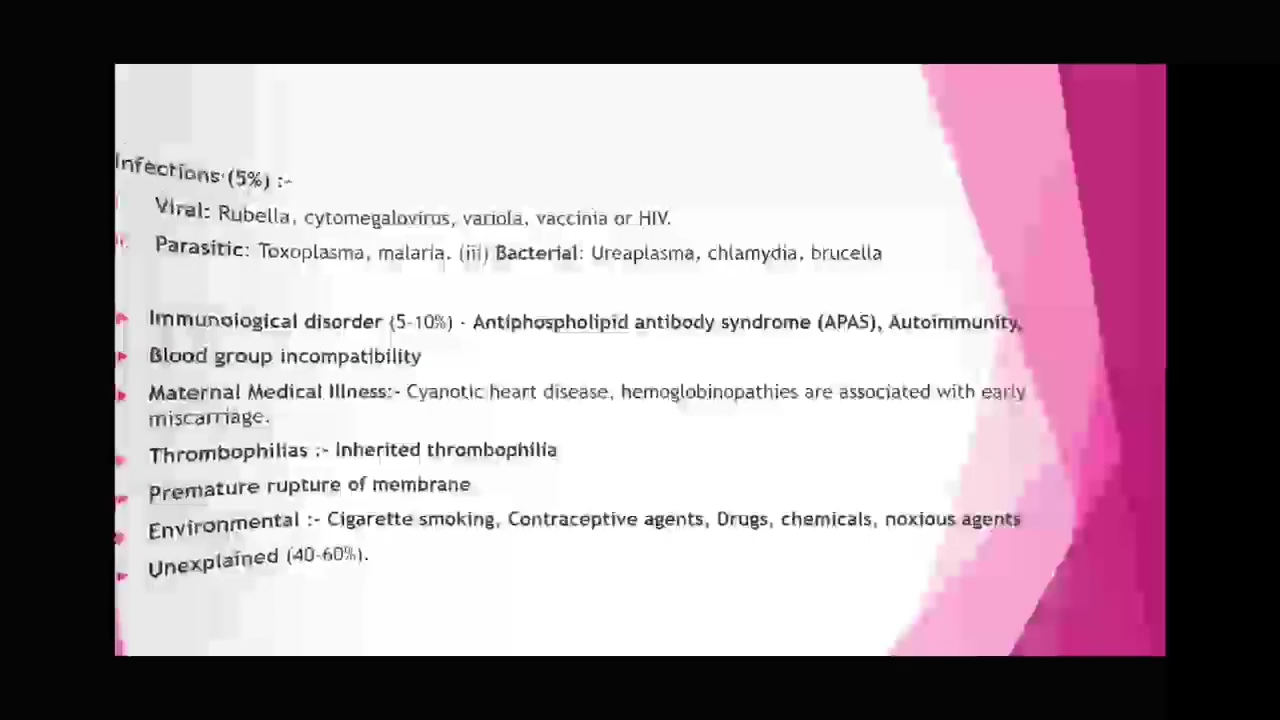 Infections (5%) :-
Viral: Rubella, cytomegalovirus, variola, vaccinia or HIV.
Parasitic: Toxoplasma, malaria. (iii) Bacterial: Ureaplasma, chlamydia, brucella
Immunological disorder (5-10%) - Antiphospholipid antibody syndrome (APAS), Autoimmunity,
Blood group incompatibility
Maternal Medical Illness:- Cyanotic heart disease, hemoglobinopathies are associated with early
miscarriage.
Thrombophilias :- Inherited thrombophilia
Premature rupture of membrane
Environmental :- Cigarette smoking, Contraceptive agents, Drugs, chemicals, noxious agents
Unexplained (40-60%).